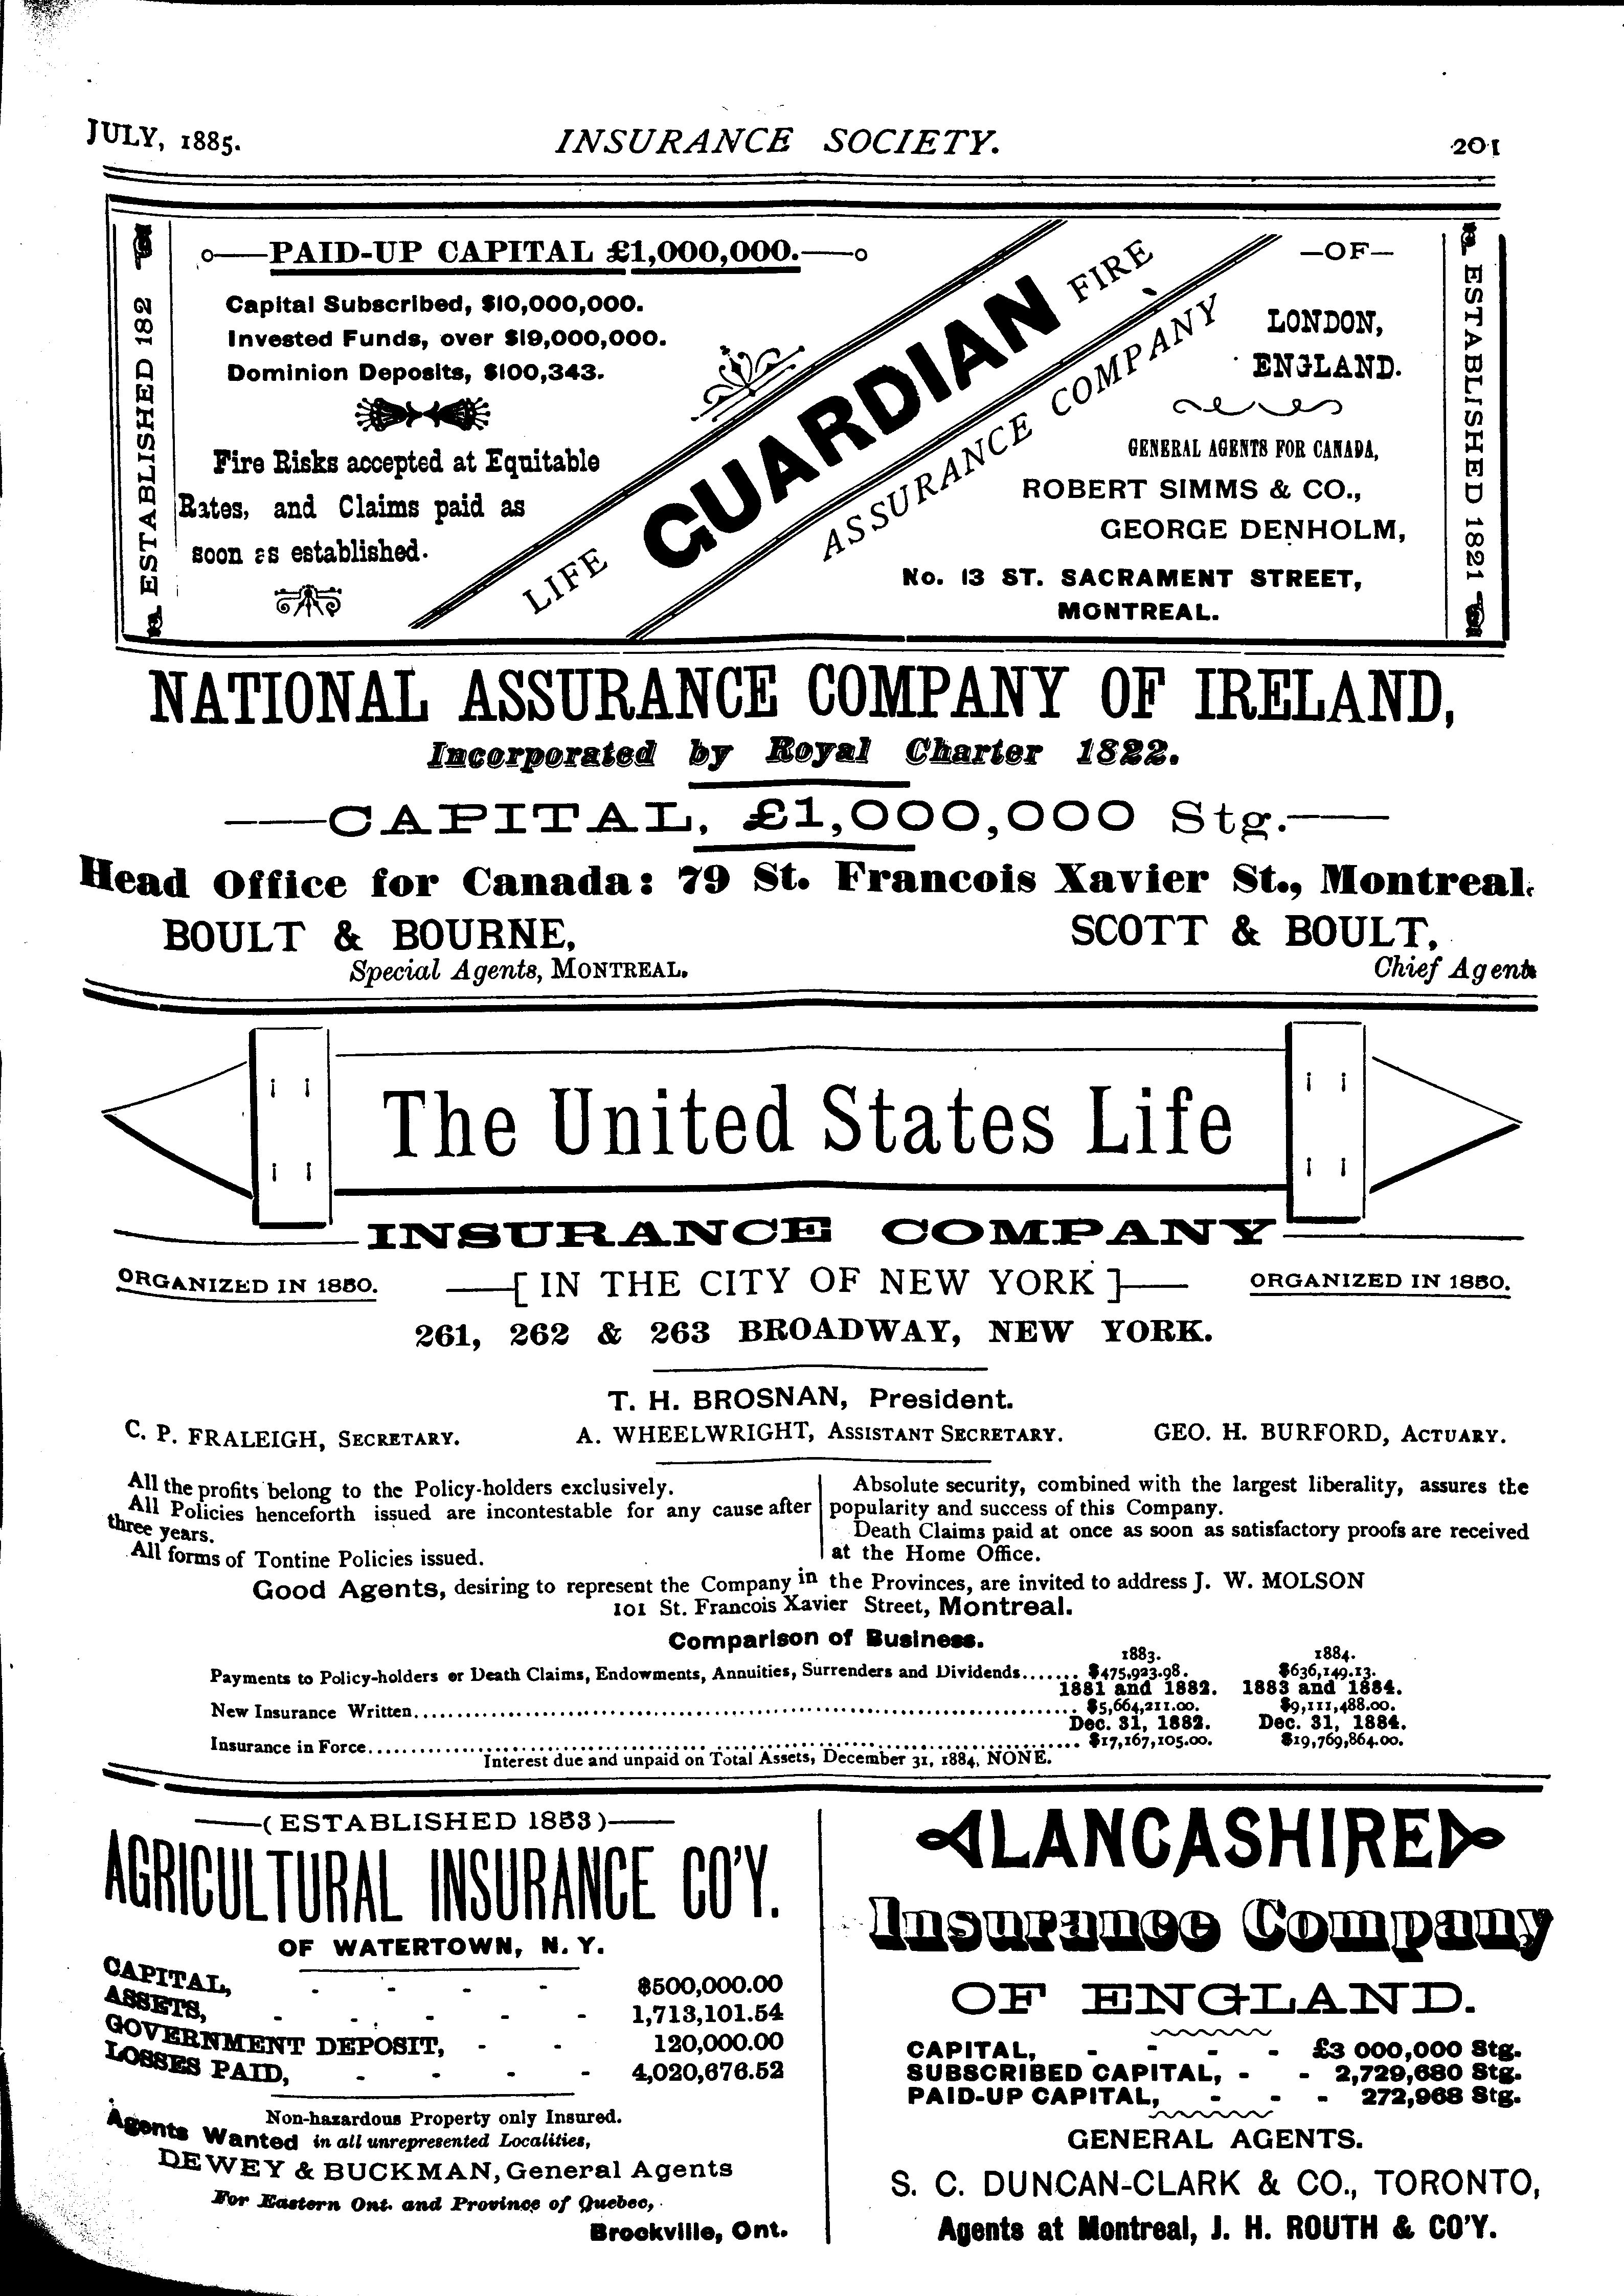 JULY, 1885. INSURANCE SOCIETY. 201
ESTABLISHED 182
PAID-UP CAPITAL £1,000,000.
Capital Subscribed, $10,000,000.
Invested Funds, over $19,000,000.
Dominion Deposits, $100,343.
Fire Risks accepted at Equitable
Rates, and Claims paid as
soon as established.
LIFE GUARDIAN FIRE
ASSURANCE COMPANY
—OF—
LONDON,
ENGLAND.
GENERAL AGENTS FOR CANADA,
ROBERT SIMMS & CO.,
GEORGE DENHOLM,
No. 13 ST. SACRAMENT STREET,
MONTREAL.
ESTABLISHED 1821
NATIONAL ASSURANCE COMPANY OF IRELAND,
Incorporated by Royal Charter 1822.
CAPITAL, £1,000,000 Stg.
Head Office for Canada: 79 St. Francois Xavier St., Montreal.
BOULT & BOURNE, SCOTT & BOULT,
Special Agents, MONTREAL. Chief Agents
The United States Life
INSURANCE COMPANY
ORGANIZED IN 1850. [ IN THE CITY OF NEW YORK ] ORGANIZED IN 1850.
261, 262 & 263 BROADWAY, NEW YORK.
T. H. BROSNAN, President.
C. P. FRALEIGH, SECRETARY. A. WHEELWRIGHT, ASSISTANT SECRETARY. GEO. H. BURFORD, ACTUARY.
All the profits belong to the Policy-holders exclusively.
All Policies henceforth issued are incontestable for any cause after
three years.
All forms of Tontine Policies issued.
Absolute security, combined with the largest liberality, assures the
popularity and success of this Company.
Death Claims paid at once as soon as satisfactory proofs are received
at the Home Office.
Good Agents, desiring to represent the Company in the Provinces, are invited to address J. W. MOLSON
101 St. Francois Xavier Street, Montreal.
Comparison of Business.
1883. 1884.
Payments to Policy-holders or Death Claims, Endowments, Annuities, Surrenders and Dividends....... $475,923.98. $636,149.13.
1881 and 1882. 1883 and 1884.
New Insurance Written........ $5,664,211.00. $9,111,488.00.
Dec. 31, 1882. Dec. 31, 1884.
Insurance in Force........ $17,167,105.00. $19,769,864.00.
Interest due and unpaid on Total Assets, December 31, 1884, NONE.
(ESTABLISHED 1853)
AGRICULTURAL INSURANCE CO'Y.
OF WATERTOWN, N. Y.
CAPITAL, - - - - $500,000.00
ASSETS, - - - - - 1,713,101.54
GOVERNMENT DEPOSIT, - - 120,000.00
LOSSES PAID, - - - - 4,020,676.52
Non-hazardous Property only Insured.
Agents Wanted in all unrepresented Localities,
DEWEY & BUCKMAN, General Agents
For Eastern Ont. and Province of Quebec,
Brockville, Ont.
LANCASHIRE
Insurance Company
OF ENGLAND.
CAPITAL, - - - - £3 000,000 Stg.
SUBSCRIBED CAPITAL, - - 2,729,680 Stg.
PAID-UP CAPITAL, - - - 272,968 Stg.
GENERAL AGENTS.
S. C. DUNCAN-CLARK & CO., TORONTO,
Agents at Montreal, J. H. ROUTH & CO'Y.